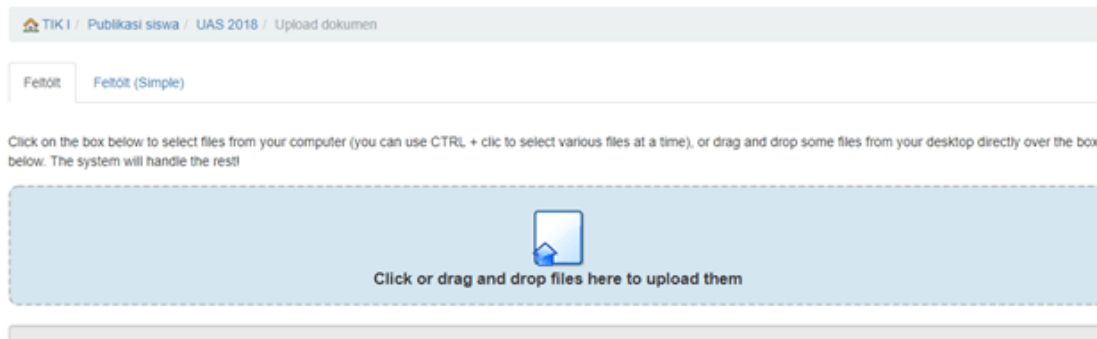 TIK I / Publikasi siswa / UAS 2018 / Upload dokumen
Feltölt Feltölt (Simple)
Click on the box below to select files from your computer (you can use CTRL + clic to select various files at a time), or drag and drop some files from your desktop directly over the box
below. The system will handle the rest!
Click or drag and drop files here to upload them